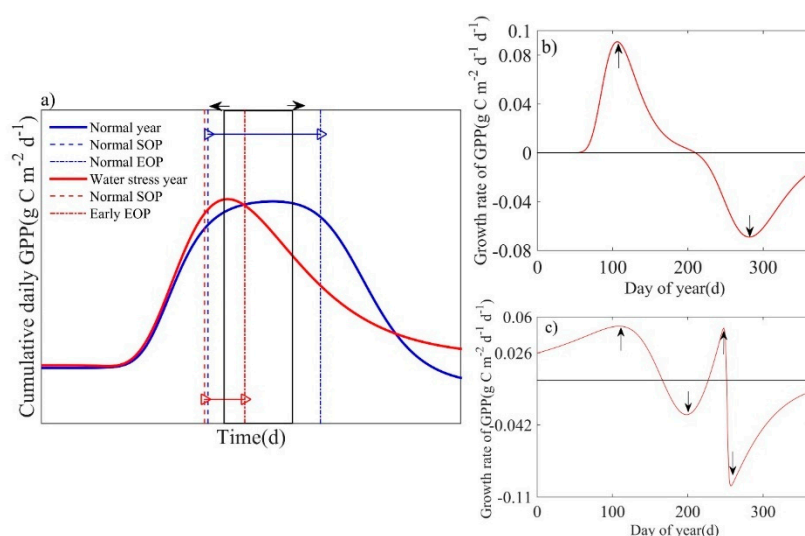 a)
Normal year
Normal SOP
Normal EOP
Water stress year
Normal SOP
Early EOP
Cumulative daily GPP(g C m⁻² d⁻¹)
Time(d)
b)
0.1
0.08
0.04
0
-0.04
-0.08
Growth rate of GPP(g C m⁻² d⁻¹ d⁻¹)
0 100 200 300
Day of year(d)
c)
0.06
0.026
-0.042
-0.11
Growth rate of GPP(g C m⁻² d⁻¹ d⁻¹)
0 100 200 300
Day of year(d)